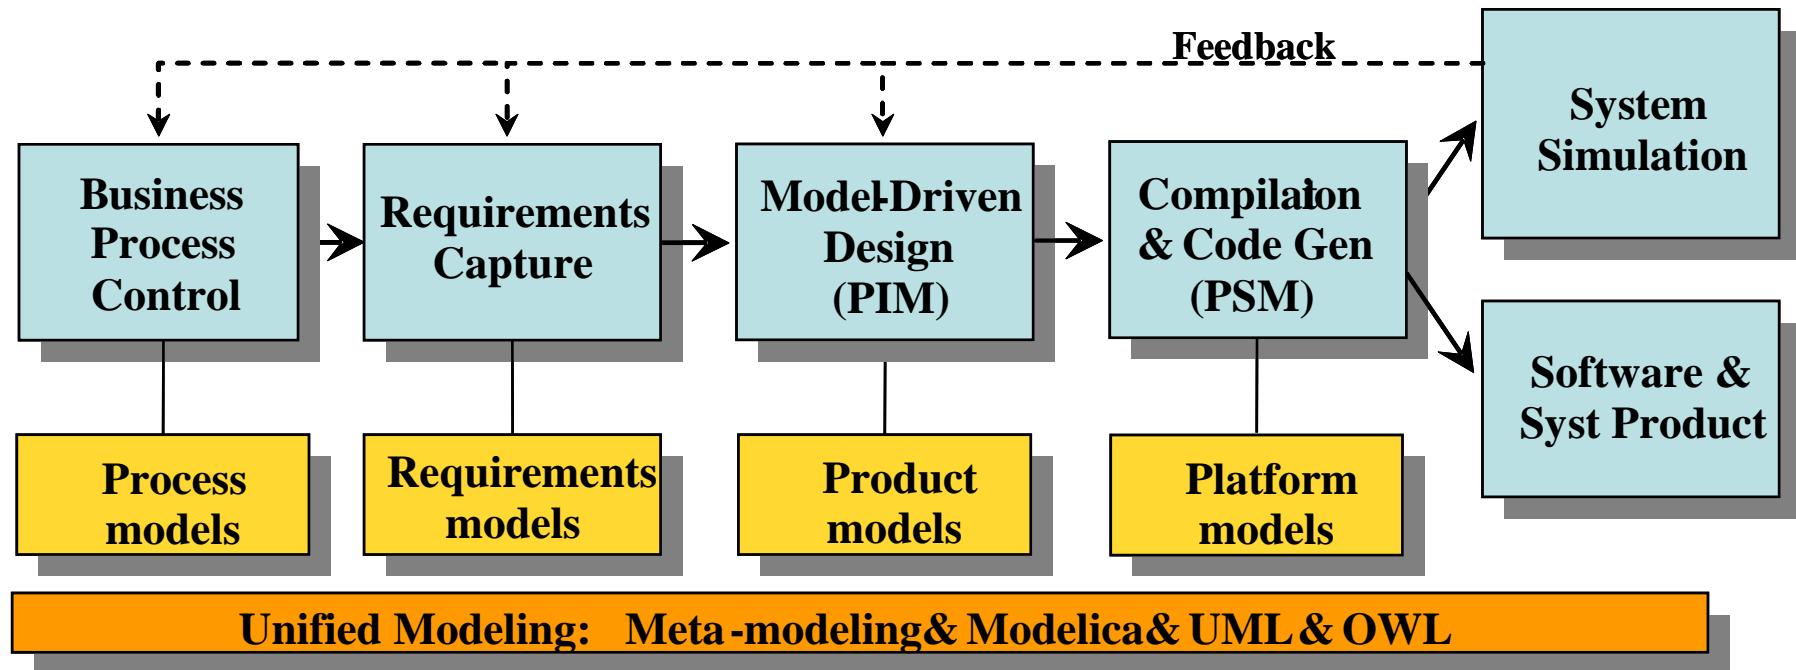 Feedback
Business
Process
Control
Requirements
Capture
Model-Driven
Design
(PIM)
Compilation
& Code Gen
(PSM)
System
Simulation
Software &
Syst Product
Process
models
Requirements
models
Product
models
Platform
models
Unified Modeling: Meta-modeling& Modelica& UML & OWL